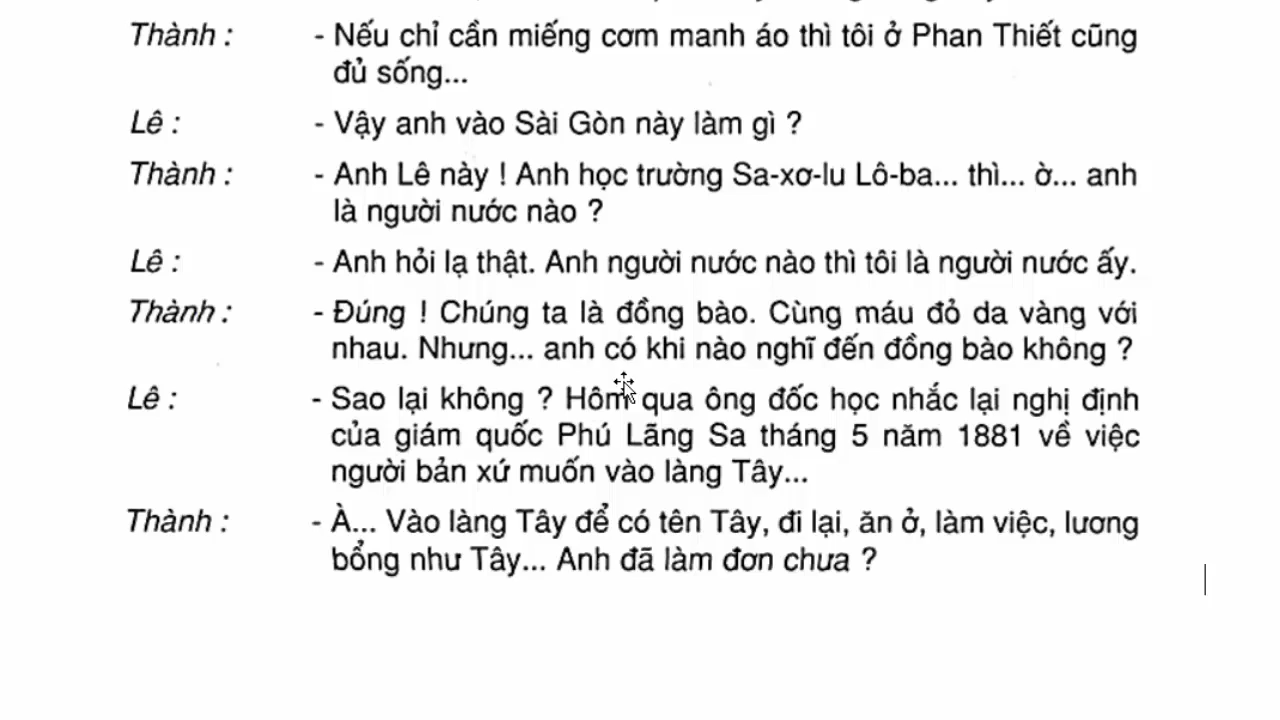 Thành : - Nếu chỉ cần miếng cơm manh áo thì tôi ở Phan Thiết cũng
đủ sống...
Lê : - Vậy anh vào Sài Gòn này làm gì ?
Thành : - Anh Lê này ! Anh học trường Sa-xơ-lu Lô-ba... thì... ờ... anh
là người nước nào ?
Lê : - Anh hỏi lạ thật. Anh người nước nào thì tôi là người nước ấy.
Thành : - Đúng ! Chúng ta là đồng bào. Cùng máu đỏ da vàng với
nhau. Nhưng... anh có khi nào nghĩ đến đồng bào không ?
Lê : - Sao lại không ? Hôm qua ông đốc học nhắc lại nghị định
của giám quốc Phú Lãng Sa tháng 5 năm 1881 về việc
người bản xứ muốn vào làng Tây...
Thành : - À... Vào làng Tây để có tên Tây, đi lại, ăn ở, làm việc, lương
bổng như Tây... Anh đã làm đơn chưa ?